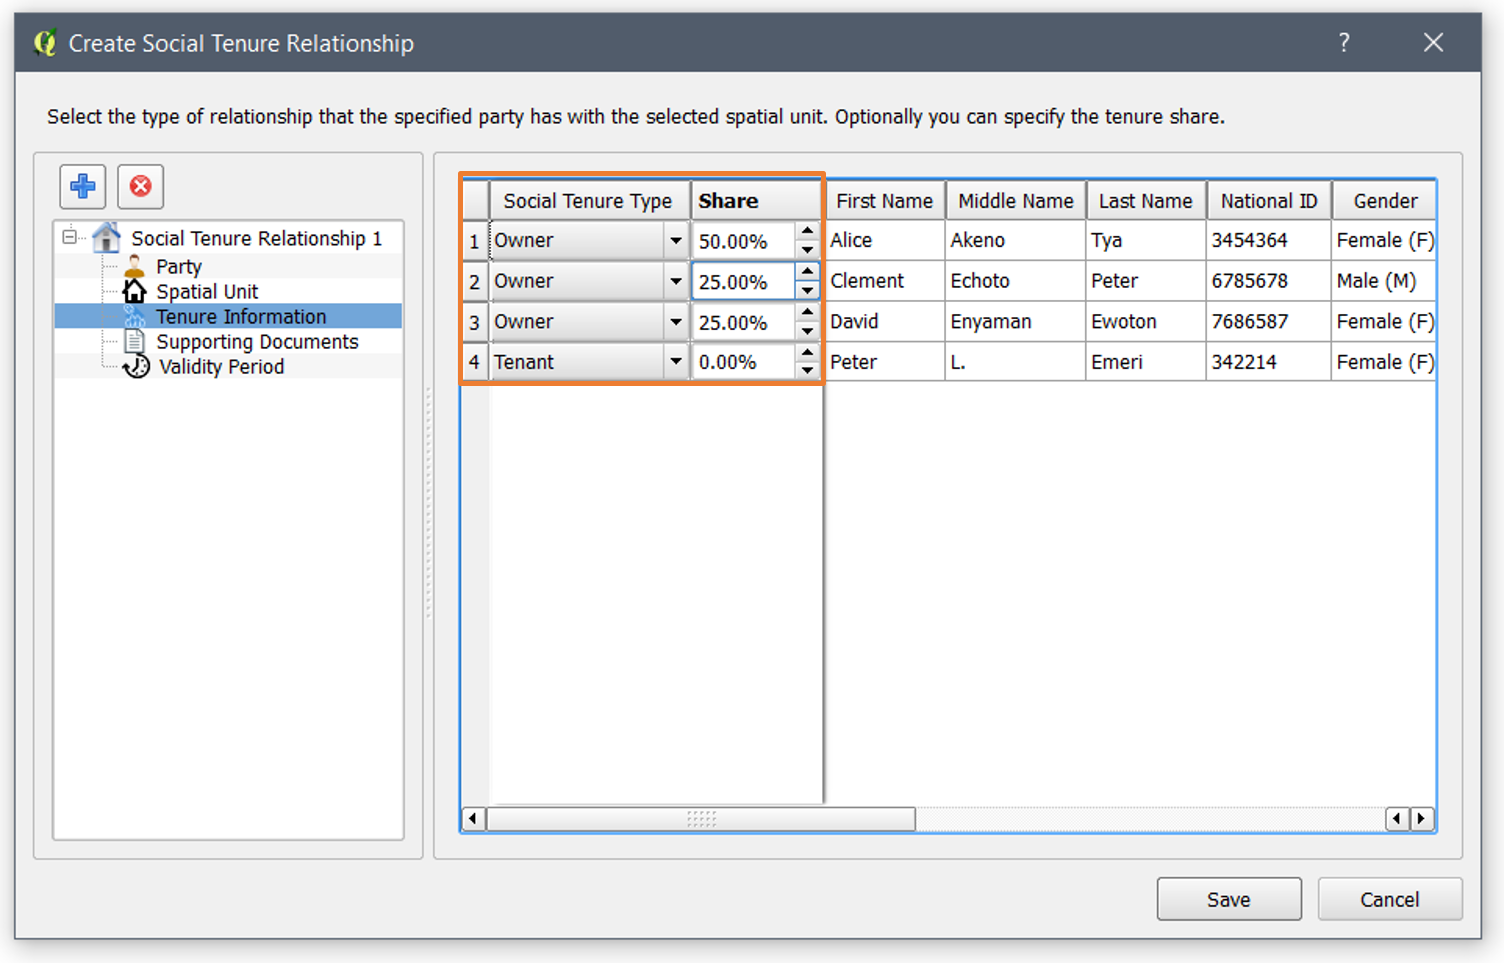 Create Social Tenure Relationship ?
Select the type of relationship that the specified party has with the selected spatial unit. Optionally you can specify the tenure share.
Social Tenure Relationship 1
Party
Spatial Unit
Tenure Information
Supporting Documents
Validity Period
Social Tenure Type Share First Name Middle Name Last Name National ID Gender
1 Owner 50.00% Alice Akeno Tya 3454364 Female (F)
2 Owner 25.00% Clement Echoto Peter 6785678 Male (M)
3 Owner 25.00% David Enyaman Ewoton 7686587 Female (F)
4 Tenant 0.00% Peter L. Emeri 342214 Female (F)
Save Cancel